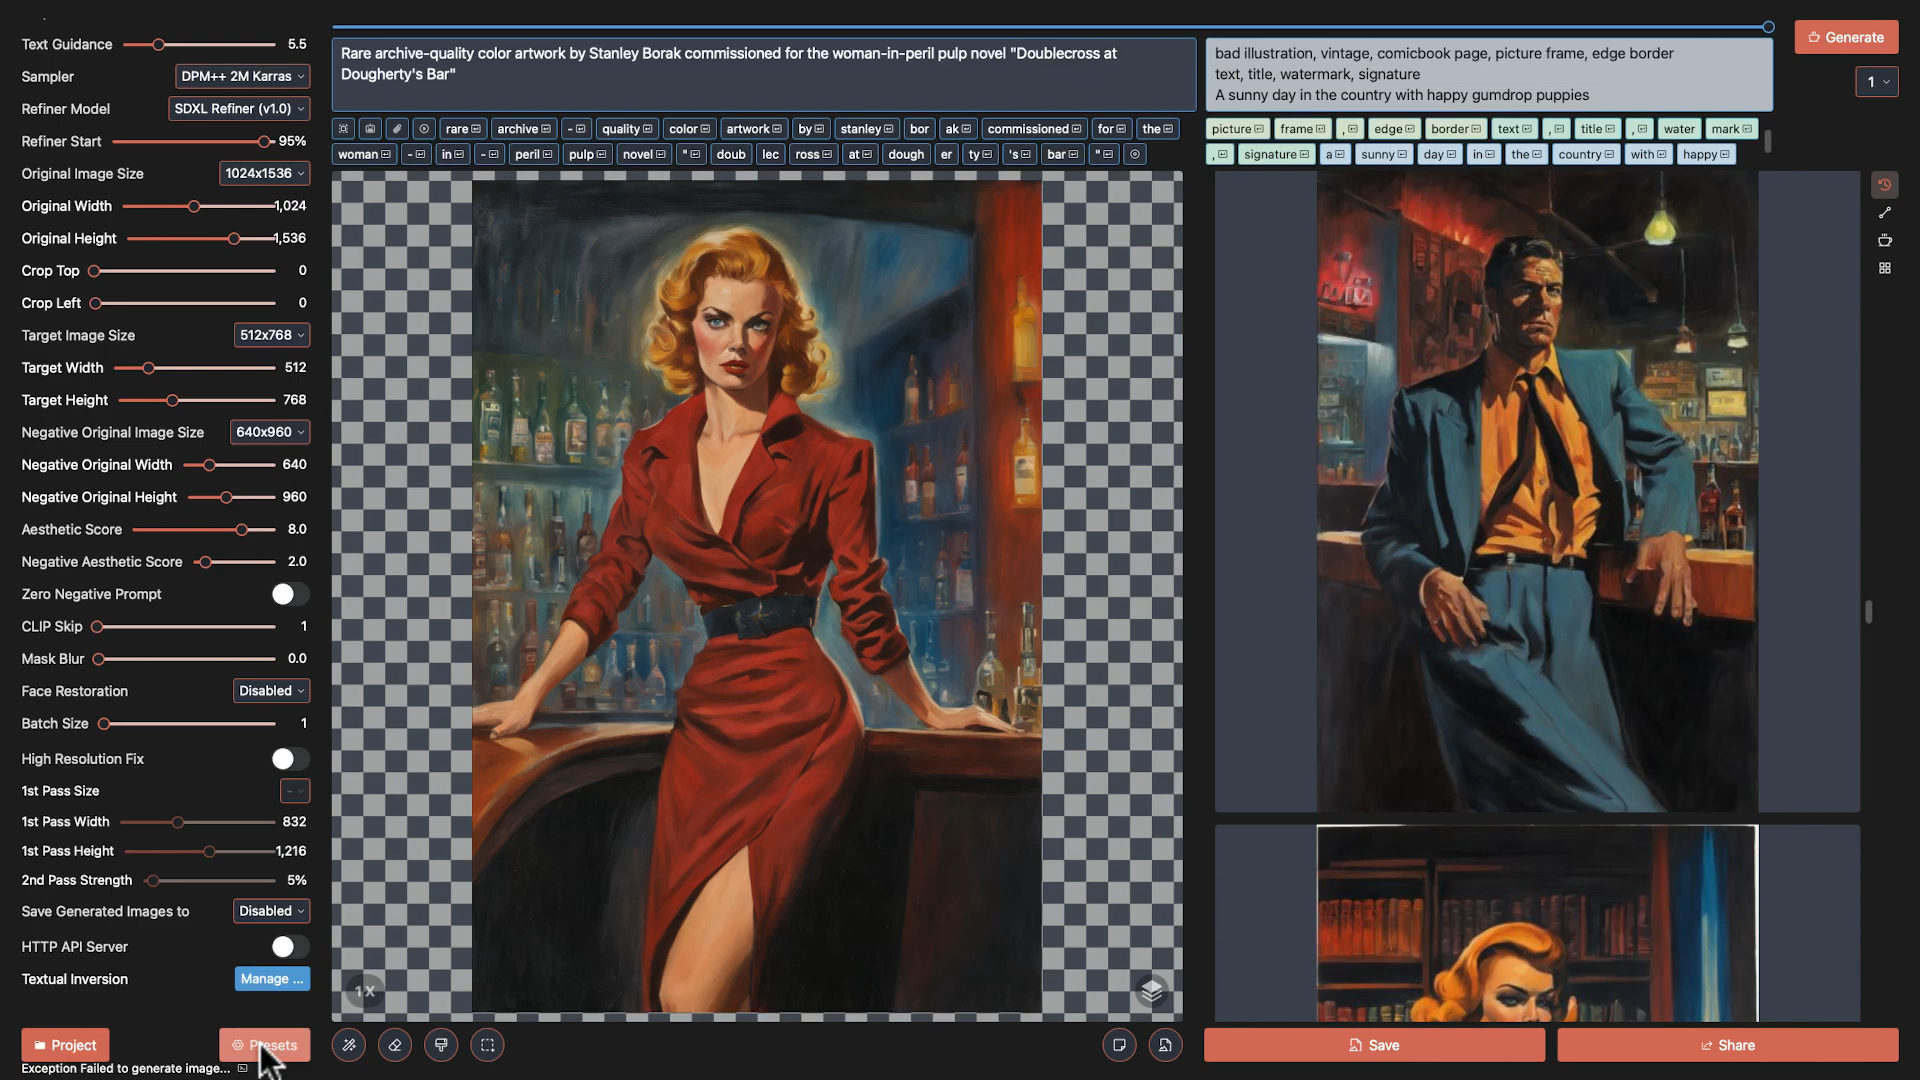 Text Guidance 5.5
Sampler DPM++ 2M Karras
Refiner Model SDXL Refiner (v1.0)
Refiner Start 95%
Original Image Size 1024x1536
Original Width 1,024
Original Height 1,536
Crop Top 0
Crop Left 0
Target Image Size 512x768
Target Width 512
Target Height 768
Negative Original Image Size 640x960
Negative Original Width 640
Negative Original Height 960
Aesthetic Score 8.0
Negative Aesthetic Score 2.0
Zero Negative Prompt
CLIP Skip 1
Mask Blur 0.0
Face Restoration Disabled
Batch Size 1
High Resolution Fix
1st Pass Size -
1st Pass Width 832
1st Pass Height 1,216
2nd Pass Strength 5%
Save Generated Images to Disabled
HTTP API Server
Textual Inversion Manage ...
Project Presets
Exception Failed to generate image...
Rare archive-quality color artwork by Stanley Borak commissioned for the woman-in-peril pulp novel "Doublecross at
Dougherty's Bar"
rare archive - quality color artwork by stanley bor ak commissioned for the
woman - in - peril pulp novel " doub lec ross at dough er ty 's bar "
1X
bad illustration, vintage, comicbook page, picture frame, edge border
text, title, watermark, signature
A sunny day in the country with happy gumdrop puppies
picture frame , edge border text , title , water mark
, signature a sunny day in the country with happy
Generate
1
Save Share